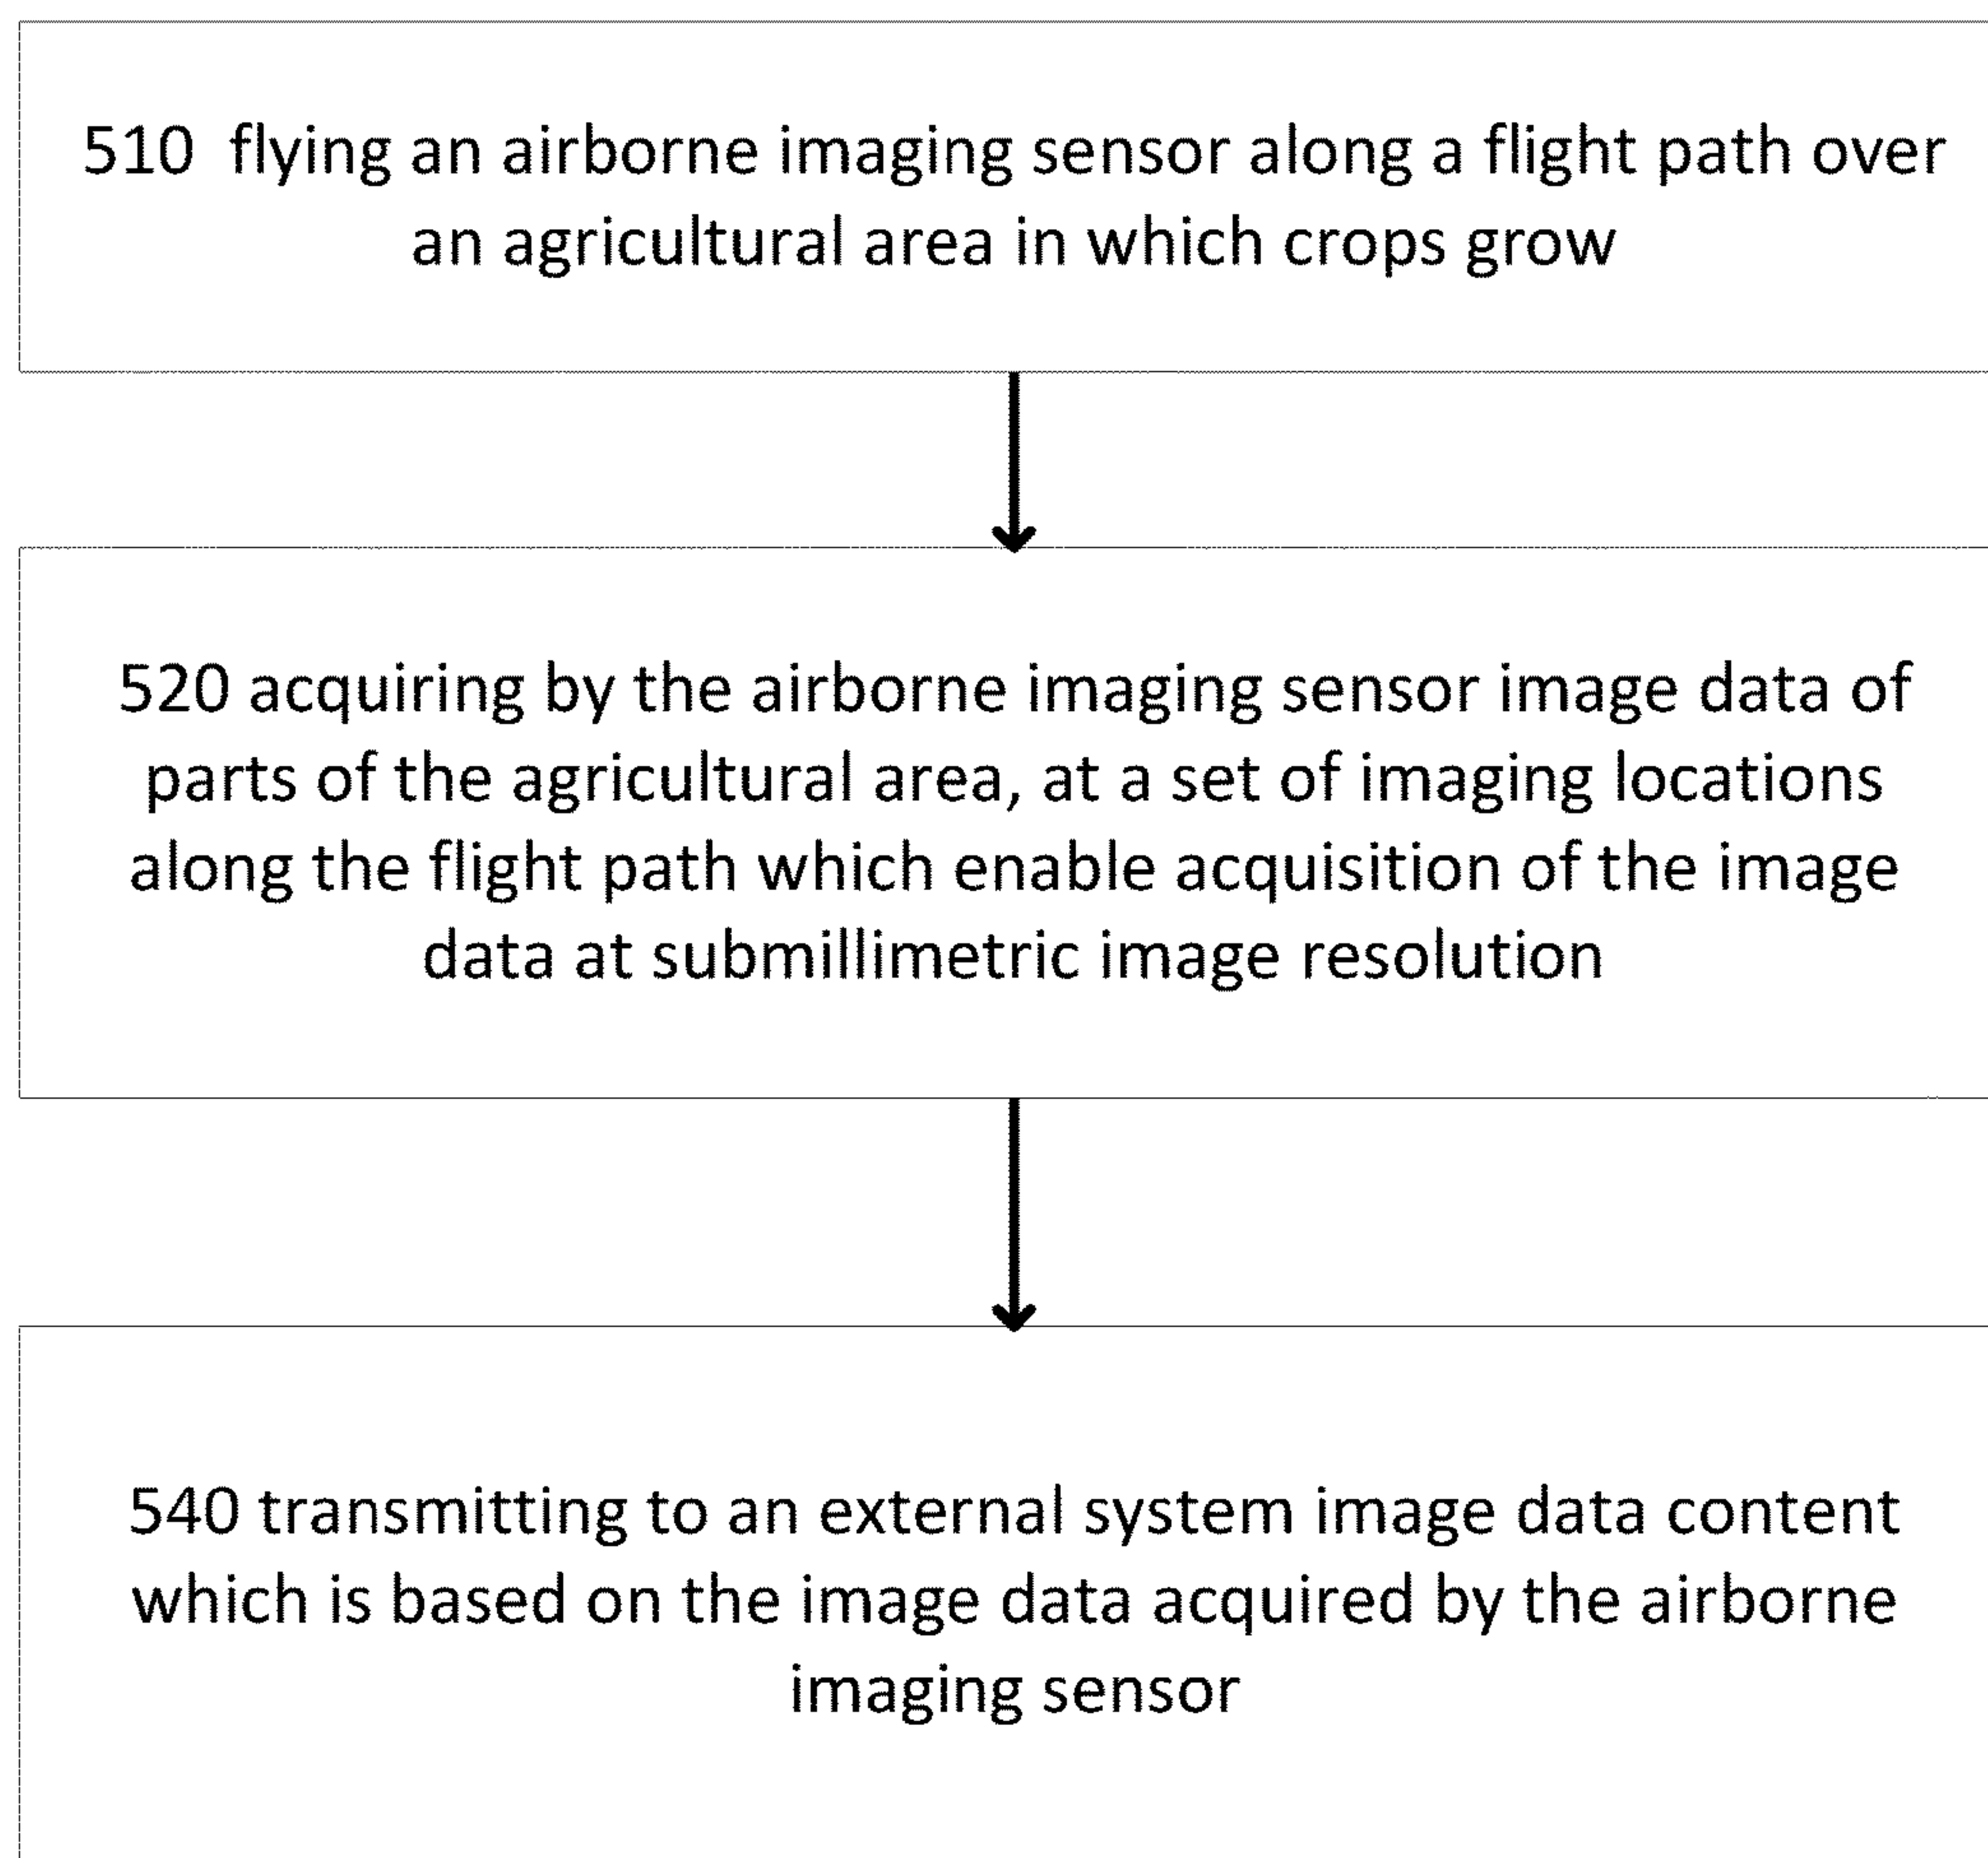 510 flying an airborne imaging sensor along a flight path over
an agricultural area in which crops grow
520 acquiring by the airborne imaging sensor image data of
parts of the agricultural area, at a set of imaging locations
along the flight path which enable acquisition of the image
data at submillimetric image resolution
540 transmitting to an external system image data content
which is based on the image data acquired by the airborne
imaging sensor